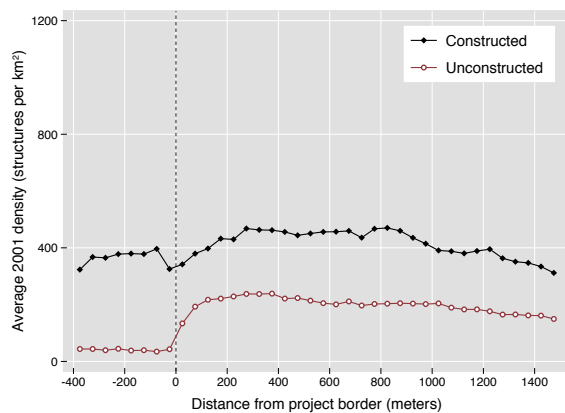 1200
800
400
0
Average 2001 density (structures per km²)
Constructed
Unconstructed
-400 -200 0 200 400 600 800 1000 1200 1400
Distance from project border (meters)